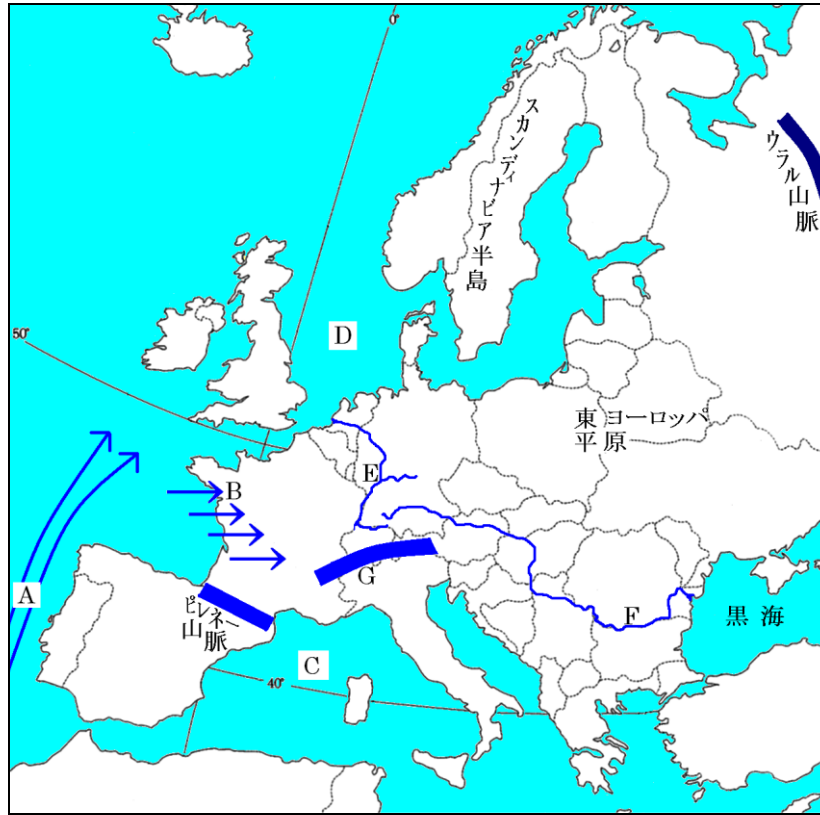 0°
スカンディナビア半島
ウラル山脈
50°
D
東ヨーロッパ
平原
E
B
A
G
ピレネー
山脈
F
黒海
C
40°